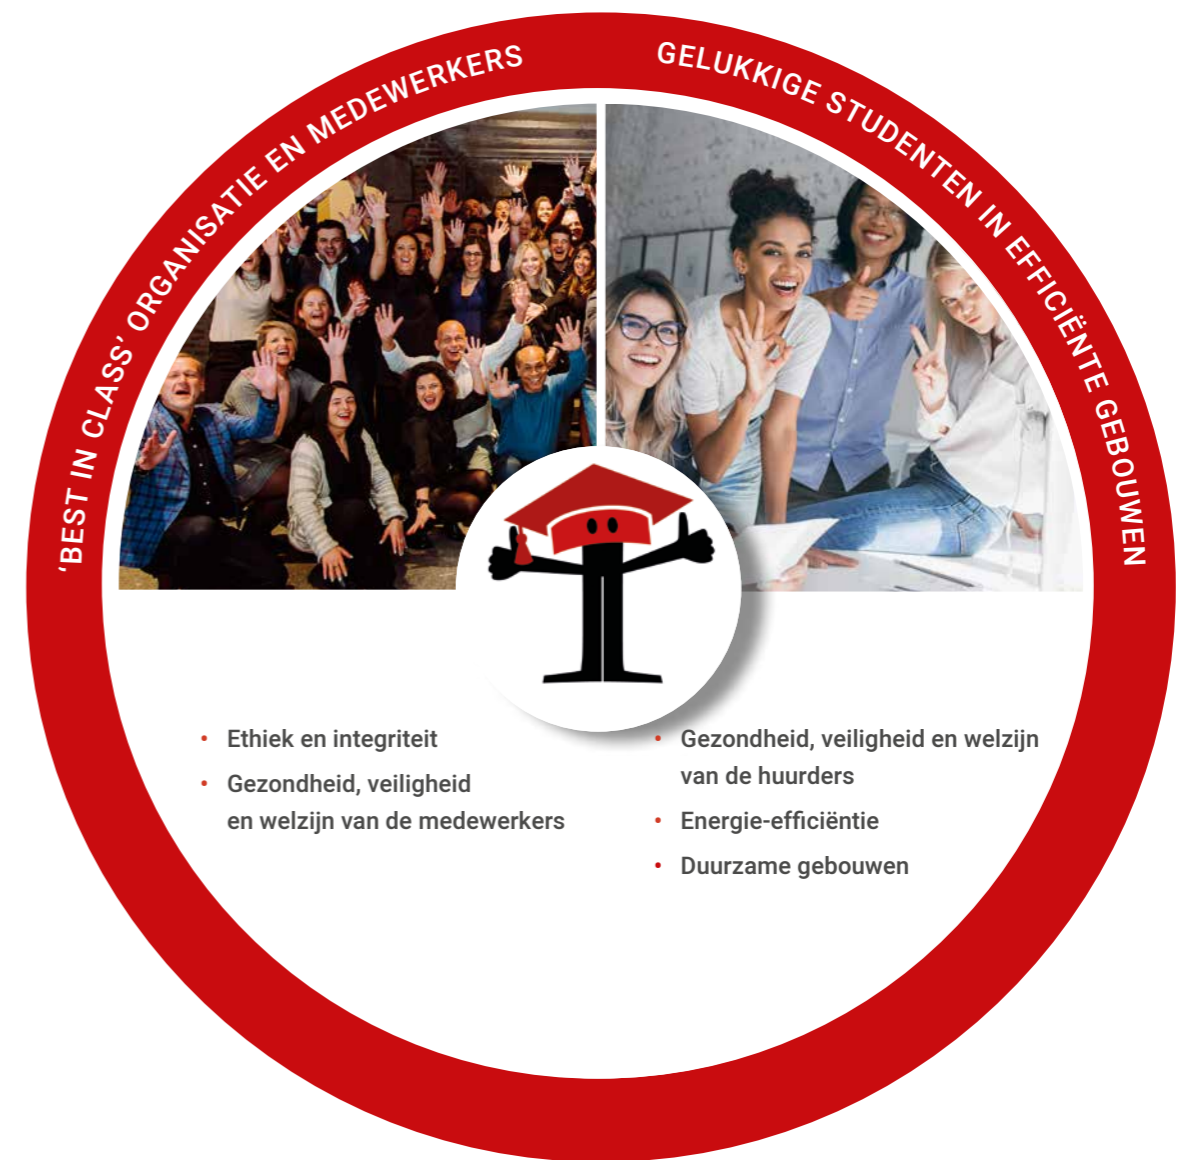 ‘BEST IN CLASS’ ORGANISATIE EN MEDEWERKERS
GELUKKIGE STUDENTEN IN EFFICIËNTE GEBOUWEN
• Ethiek en integriteit
• Gezondheid, veiligheid
en welzijn van de medewerkers
• Gezondheid, veiligheid en welzijn
van de huurders
• Energie-efficiëntie
• Duurzame gebouwen